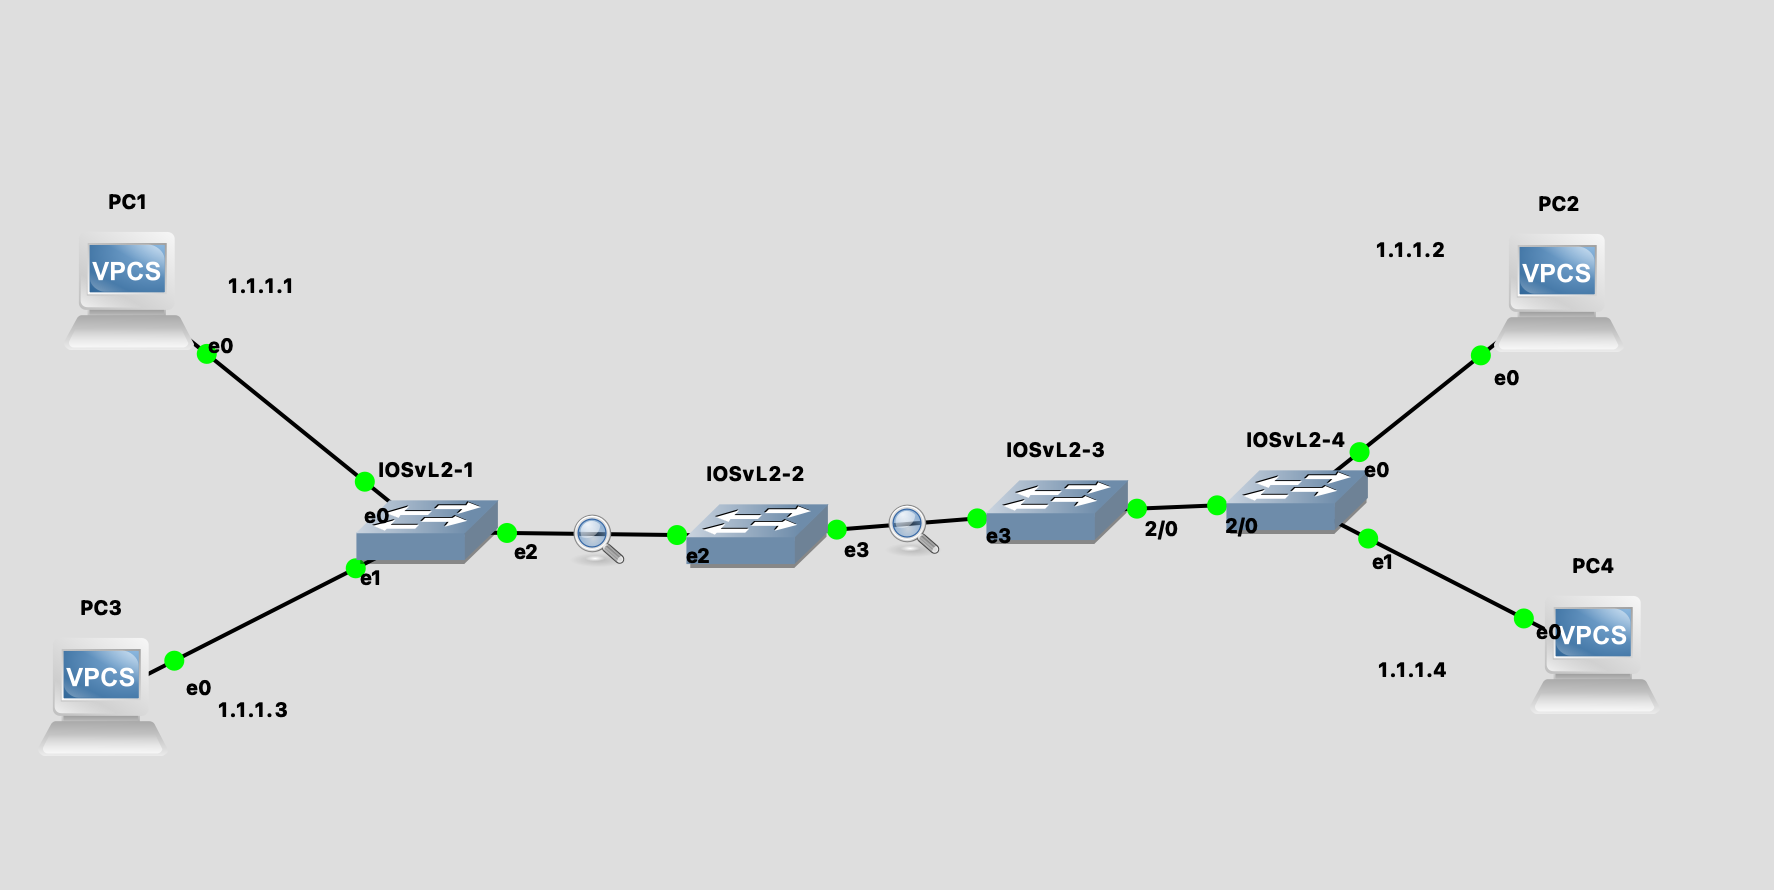 PC1
VPCS
1.1.1.1
e0
PC2
1.1.1.2
VPCS
e0
IOSvL2-1
e0
e1
e2
IOSvL2-2
e2
e3
IOSvL2-3
e3
2/0
IOSvL2-4
2/0
e0
e1
PC3
VPCS
e0
1.1.1.3
PC4
e0
VPCS
1.1.1.4